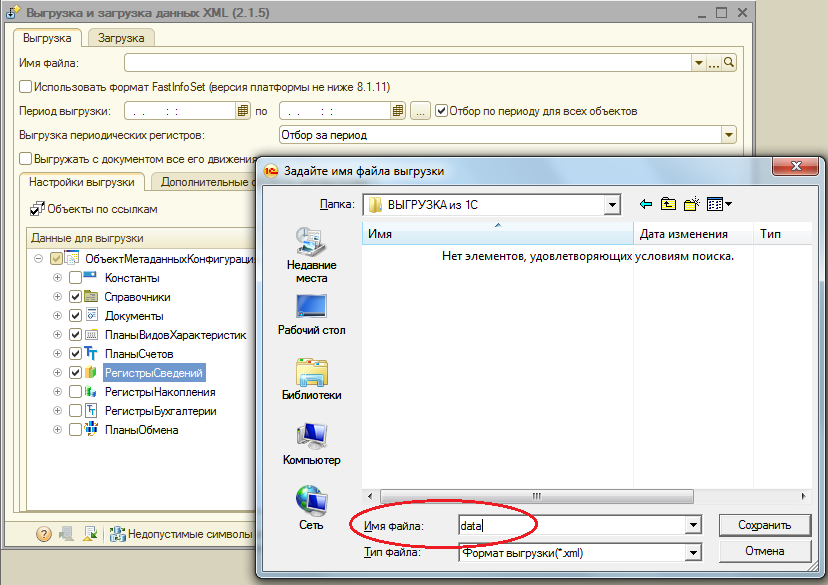 Выгрузка и загрузка данных XML (2.1.5)
Выгрузка Загрузка
Имя файла:
Использовать формат FastInfoSet (версия платформы не ниже 8.1.11)
Период выгрузки: . . : : по . . : : ... Отбор по периоду для всех объектов
Выгрузка периодических регистров: Отбор за период
Выгружать с документом все его движения
Настройки выгрузки Дополнительные
Объекты по ссылкам
Данные для выгрузки
ОбъектМетаданныхКонфигурация
Константы
Справочники
Документы
ПланыВидовХарактеристик
ПланыСчетов
РегистрыСведений
РегистрыНакопления
РегистрыБухгалтерии
ПланыОбмена
Недопустимые символы
Задайте имя файла выгрузки
Папка: ВЫГРУЗКА из 1С
Имя Дата изменения Тип
Нет элементов, удовлетворяющих условиям поиска.
Недавние
места
Рабочий стол
Библиотеки
Компьютер
Сеть
Имя файла: data Сохранить
Тип файла: Формат выгрузки(*.xml) Отмена